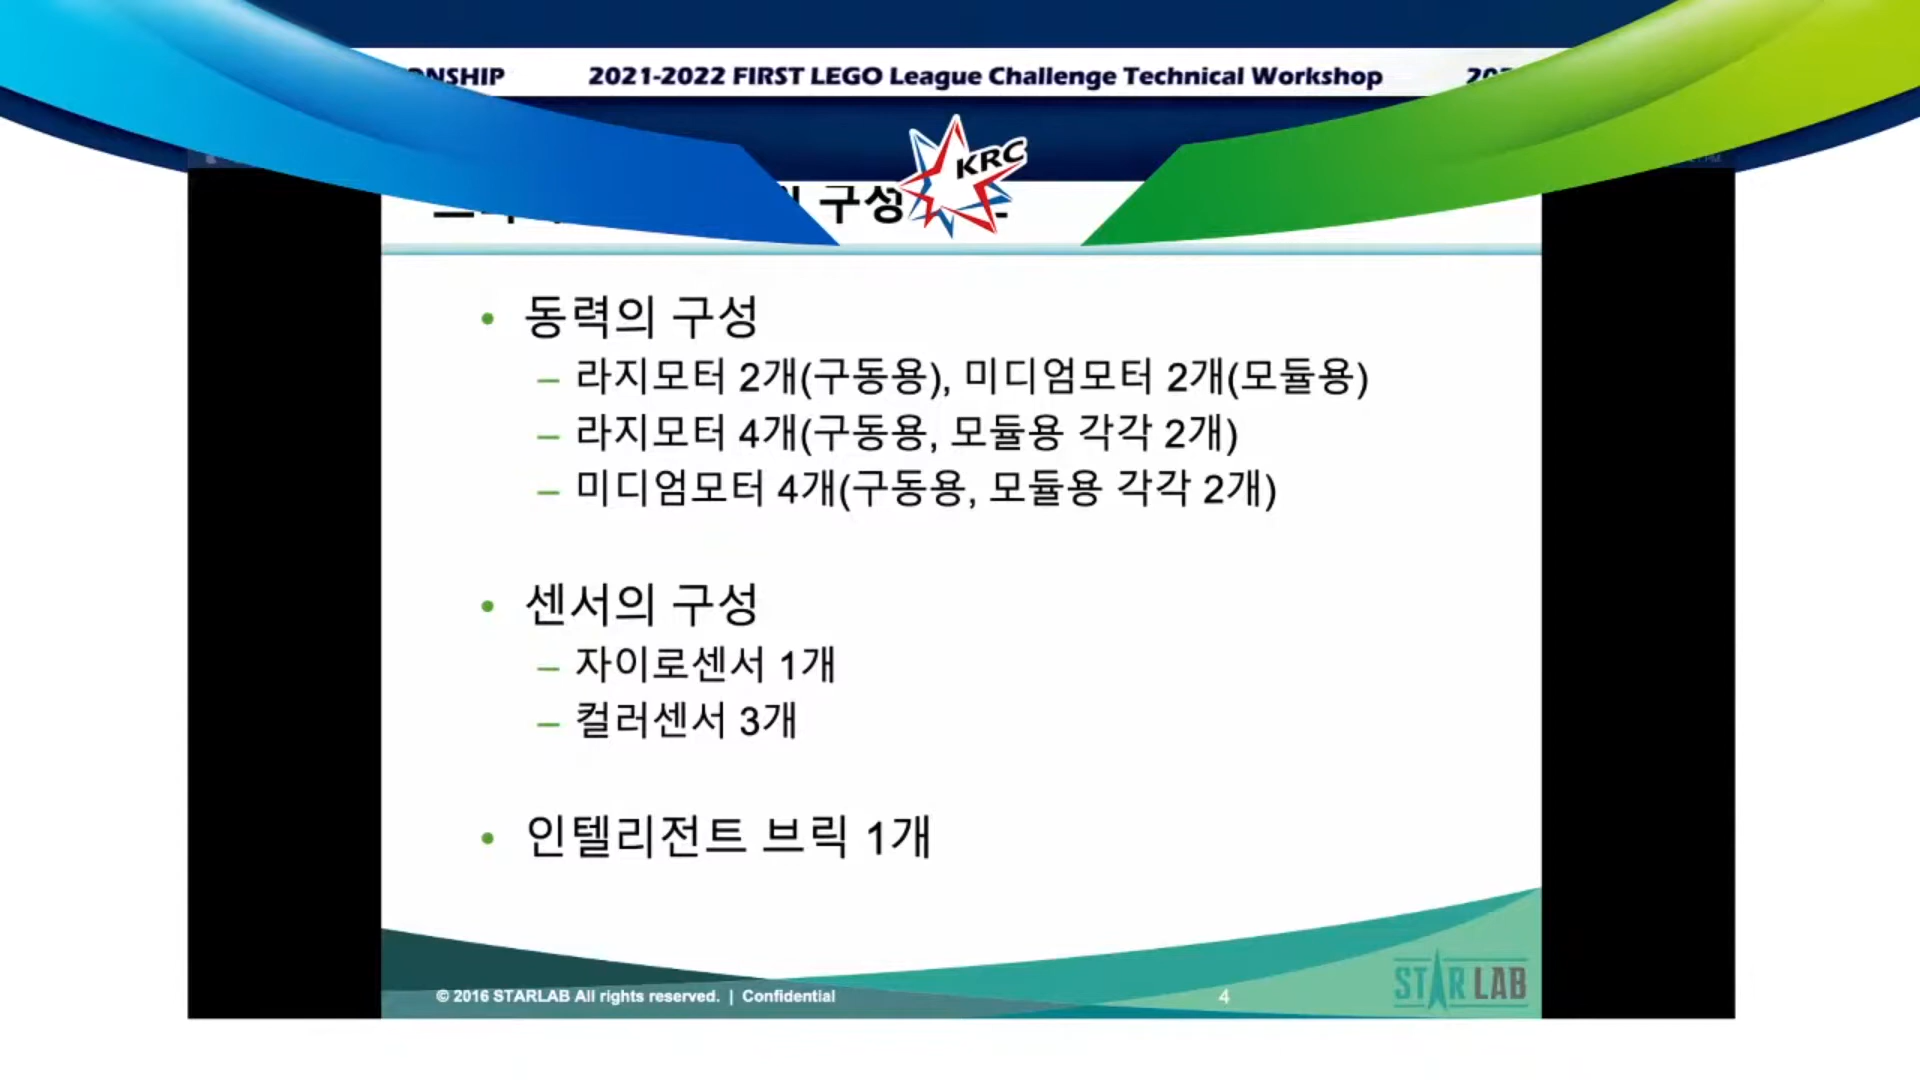 2021-2022 FIRST LEGO League Challenge Technical Workshop
KRC
구성
• 동력의 구성
– 라지모터 2개(구동용), 미디엄모터 2개(모듈용)
– 라지모터 4개(구동용, 모듈용 각각 2개)
– 미디엄모터 4개(구동용, 모듈용 각각 2개)
• 센서의 구성
– 자이로센서 1개
– 컬러센서 3개
• 인텔리전트 브릭 1개
© 2016 STARLAB All rights reserved. | Confidential
4
STAR LAB